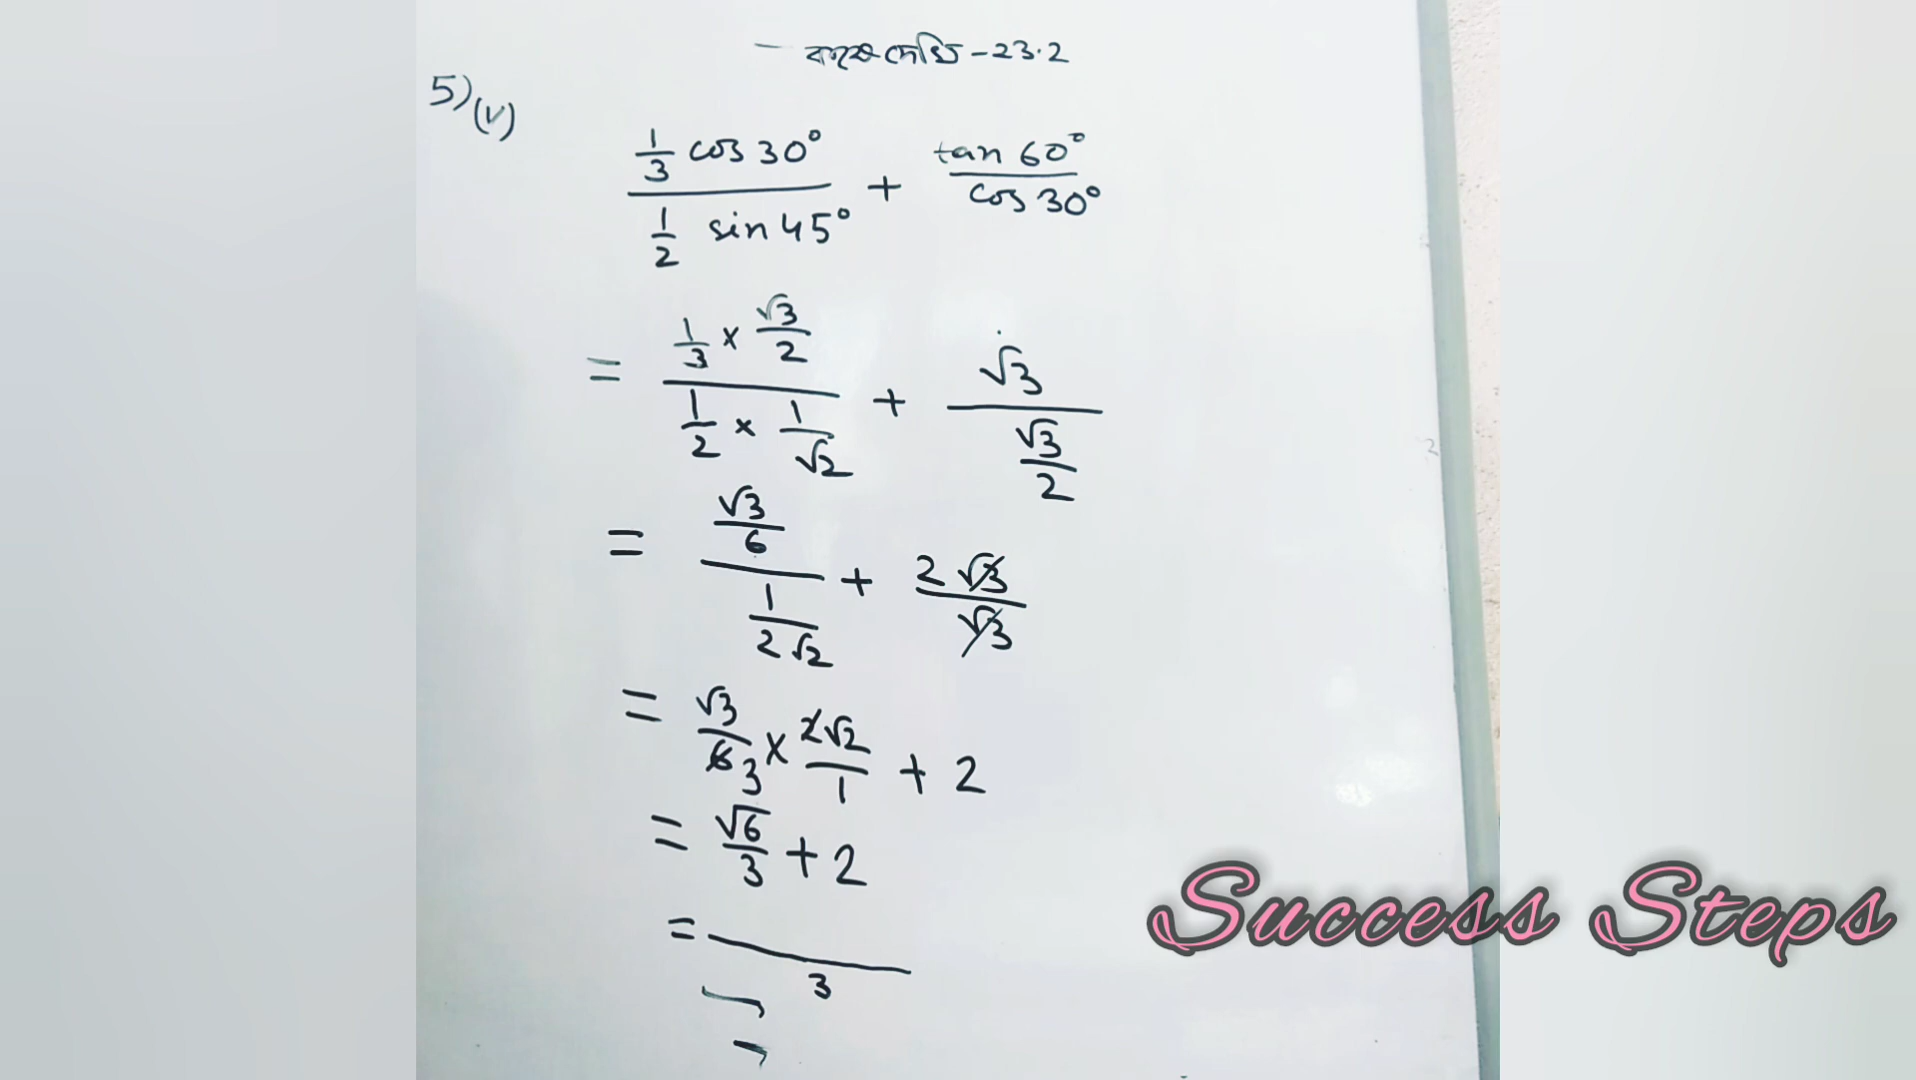 কষে দেখি - 23.2
5) (v)
(1/3 cos 30°)/(1/2 sin 45°) + tan 60°/cos 30°
= (1/3 × √3/2)/(1/2 × 1/√2) + √3/(√3/2)
= (√3/6)/(1/(2√2)) + 2√3/√3
= √3/6 3 × 2√2/1 + 2
= √6/3 + 2
= /3
Success Steps